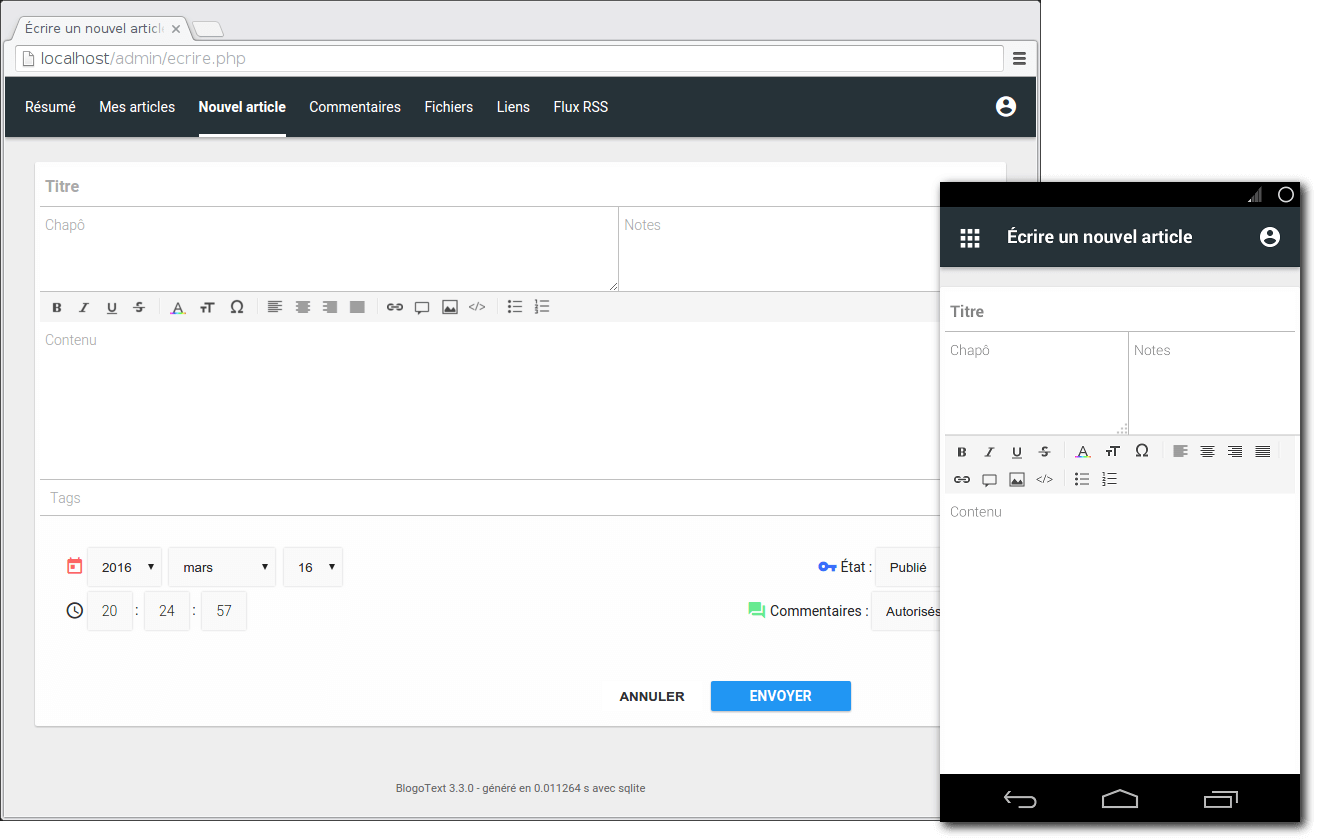 Écrire un nouvel articl
localhost/admin/ecrire.php
Résumé Mes articles Nouvel article Commentaires Fichiers Liens Flux RSS
Titre
Chapô Notes
B I U S A TT Ω </>
Contenu
Tags
2016 mars 16 État : Publié
20 : 24 : 57 Commentaires : Autorisés
ANNULER ENVOYER
BlogoText 3.3.0 - généré en 0.011264 s avec sqlite
Écrire un nouvel article
Titre
Chapô Notes
B I U S A TT Ω
</>
Contenu